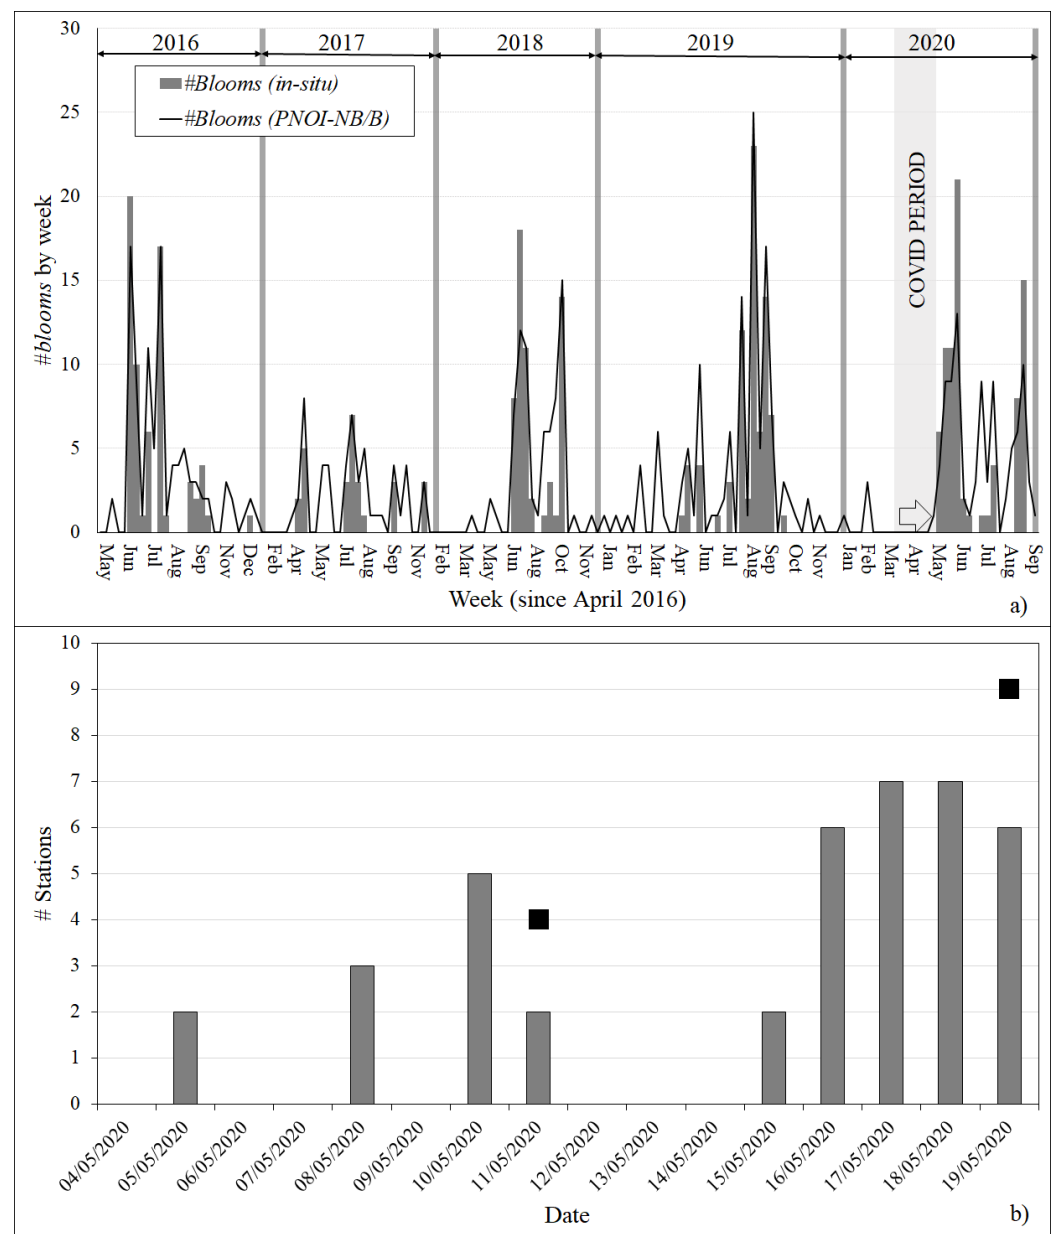 30
25
20
15
10
5
0
#blooms by week
2016 2017 2018 2019 2020
#Blooms (in-situ)
#Blooms (PNOI-NB/B)
COVID PERIOD
May Jun Jul Aug Sep Nov Dec Feb Apr May Jul Sep Nov Feb Mar May Jun Aug Oct Nov Jan Feb Mar Apr Jun Jul Aug Sep Oct Nov Jan Feb Mar Apr May Jun Jul Aug Sep
Week (since April 2016)
a)
10
9
8
7
6
5
4
3
2
1
0
# Stations
04/05/2020 05/05/2020 06/05/2020 07/05/2020 08/05/2020 09/05/2020 10/05/2020 11/05/2020 12/05/2020 13/05/2020 14/05/2020 15/05/2020 16/05/2020 17/05/2020 18/05/2020 19/05/2020
Date
b)